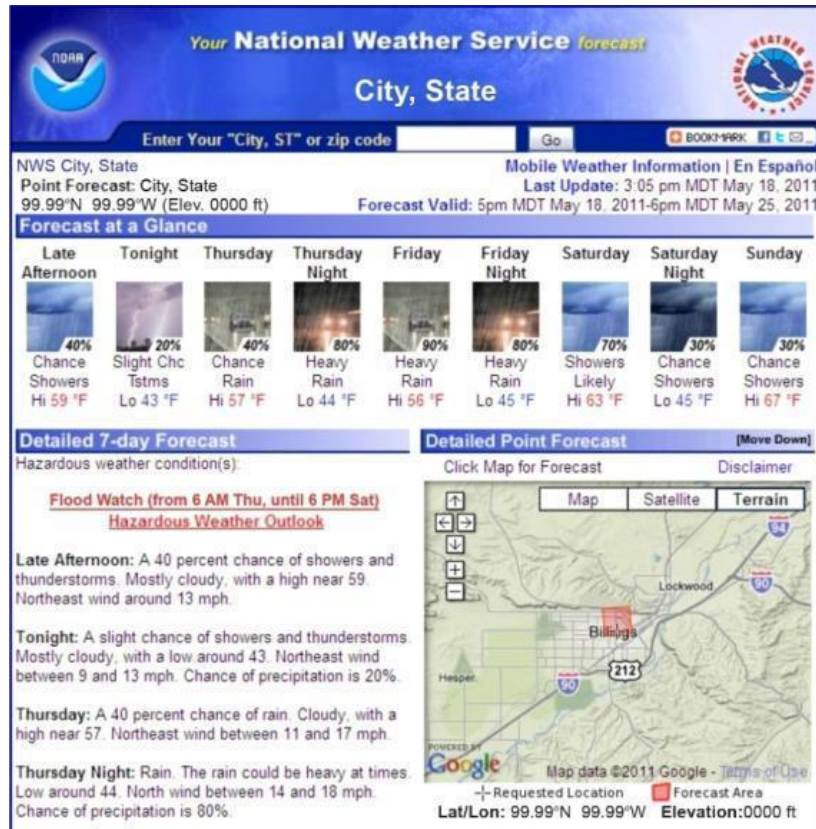 NOAA
Your National Weather Service forecast
City, State
NATIONAL WEATHER SERVICE
Enter Your "City, ST" or zip code
Go
BOOKMARK
NWS City, State
Mobile Weather Information | En Español
Point Forecast: City, State
Last Update: 3:05 pm MDT May 18, 2011
99.99°N 99.99°W (Elev. 0000 ft)
Forecast Valid: 5pm MDT May 18, 2011-6pm MDT May 25, 2011
Forecast at a Glance
Late Afternoon
40%
Chance
Showers
Hi 59 °F
Tonight
20%
Slight Chc
Tstms
Lo 43 °F
Thursday
40%
Chance
Rain
Hi 57 °F
Thursday
Night
80%
Heavy
Rain
Lo 44 °F
Friday
90%
Heavy
Rain
Hi 56 °F
Friday
Night
80%
Heavy
Rain
Lo 45 °F
Saturday
70%
Showers
Likely
Hi 63 °F
Saturday
Night
30%
Chance
Showers
Lo 45 °F
Sunday
30%
Chance
Showers
Hi 67 °F
Detailed 7-day Forecast
Hazardous weather condition(s):
Flood Watch (from 6 AM Thu, until 6 PM Sat)
Hazardous Weather Outlook
Late Afternoon: A 40 percent chance of showers and
thunderstorms. Mostly cloudy, with a high near 59.
Northeast wind around 13 mph.
Tonight: A slight chance of showers and thunderstorms.
Mostly cloudy, with a low around 43. Northeast wind
between 9 and 13 mph. Chance of precipitation is 20%.
Thursday: A 40 percent chance of rain. Cloudy, with a
high near 57. Northeast wind between 11 and 17 mph.
Thursday Night: Rain. The rain could be heavy at times.
Low around 44. North wind between 14 and 18 mph.
Chance of precipitation is 80%.
Detailed Point Forecast
[Move Down]
Click Map for Forecast
Disclaimer
Map
Satellite
Terrain
94
Lockwood
90
Billings
212
Hesper
90
POWERED BY
Google
Map data ©2011 Google - Terms of Use
Requested Location
Forecast Area
Lat/Lon: 99.99°N 99.99°W Elevation:0000 ft